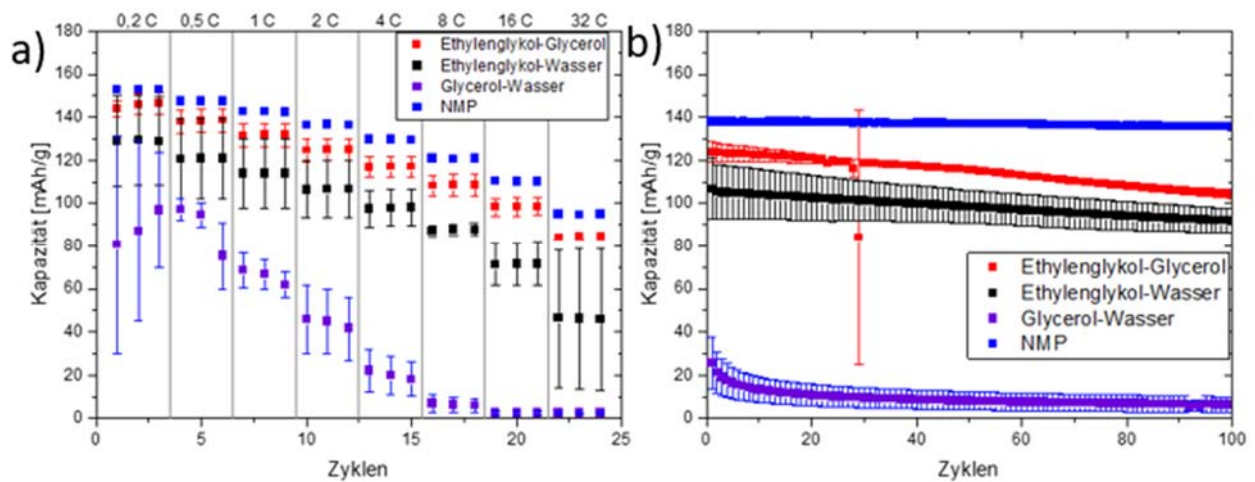 a)
0,2 C 0,5 C 1 C 2 C 4 C 8 C 16 C 32 C
180
160
140
120
100
80
60
40
20
0
Kapazität [mAh/g]
Ethylenglykol-Glycerol
Ethylenglykol-Wasser
Glycerol-Wasser
NMP
0 5 10 15 20 25
Zyklen
b)
180
160
140
120
100
80
60
40
20
0
Kapazität [mAh/g]
Ethylenglykol-Glycerol
Ethylenglykol-Wasser
Glycerol-Wasser
NMP
0 20 40 60 80 100
Zyklen